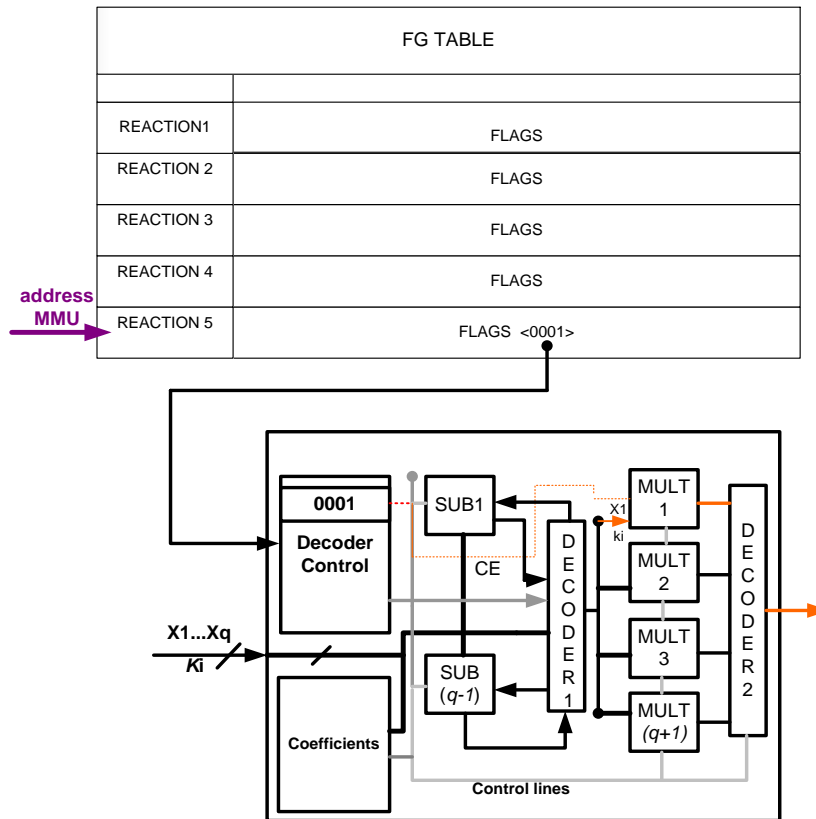 FG TABLE
REACTION1
FLAGS
REACTION 2
FLAGS
REACTION 3
FLAGS
REACTION 4
FLAGS
address
MMU
REACTION 5
FLAGS <0001>
0001
Decoder
Control
SUB1
CE
DECODER1
X1
ki
MULT
1
MULT
2
MULT
3
MULT
(q+1)
DECODER2
X1...Xq
Ki
SUB
(q-1)
Coefficients
Control lines